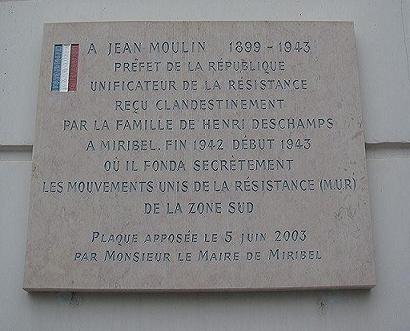 A JEAN MOULIN 1899 - 1943
PRÉFET DE LA RÉPUBLIQUE
UNIFICATEUR DE LA RÉSISTANCE
REÇU CLANDESTINEMENT
PAR LA FAMILLE DE HENRI DESCHAMPS
A MIRIBEL. FIN 1942 DÉBUT 1943
OÙ IL FONDA SECRÈTEMENT
LES MOUVEMENTS UNIS DE LA RÉSISTANCE (M.U.R)
DE LA ZONE SUD
PLAQUE APPOSÉE LE 5 JUIN 2003
PAR MONSIEUR LE MAIRE DE MIRIBEL